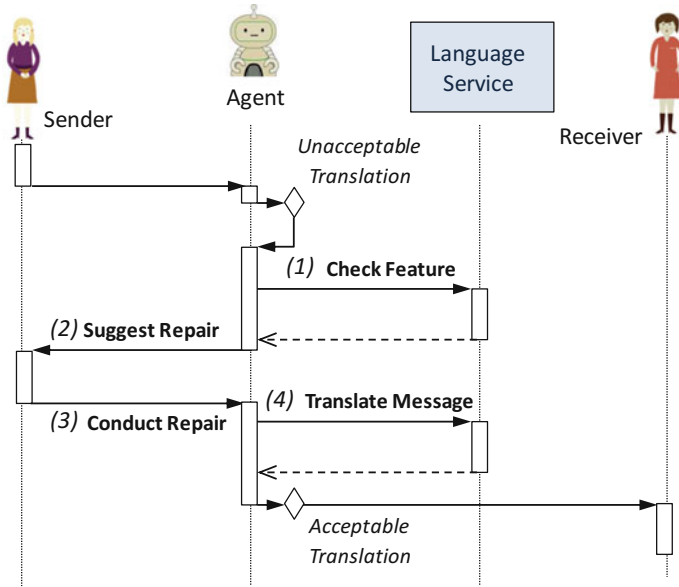 Language
Service
Agent
Sender
Receiver
Unacceptable
Translation
(1) Check Feature
(2) Suggest Repair
(3) Conduct Repair
(4) Translate Message
Acceptable
Translation